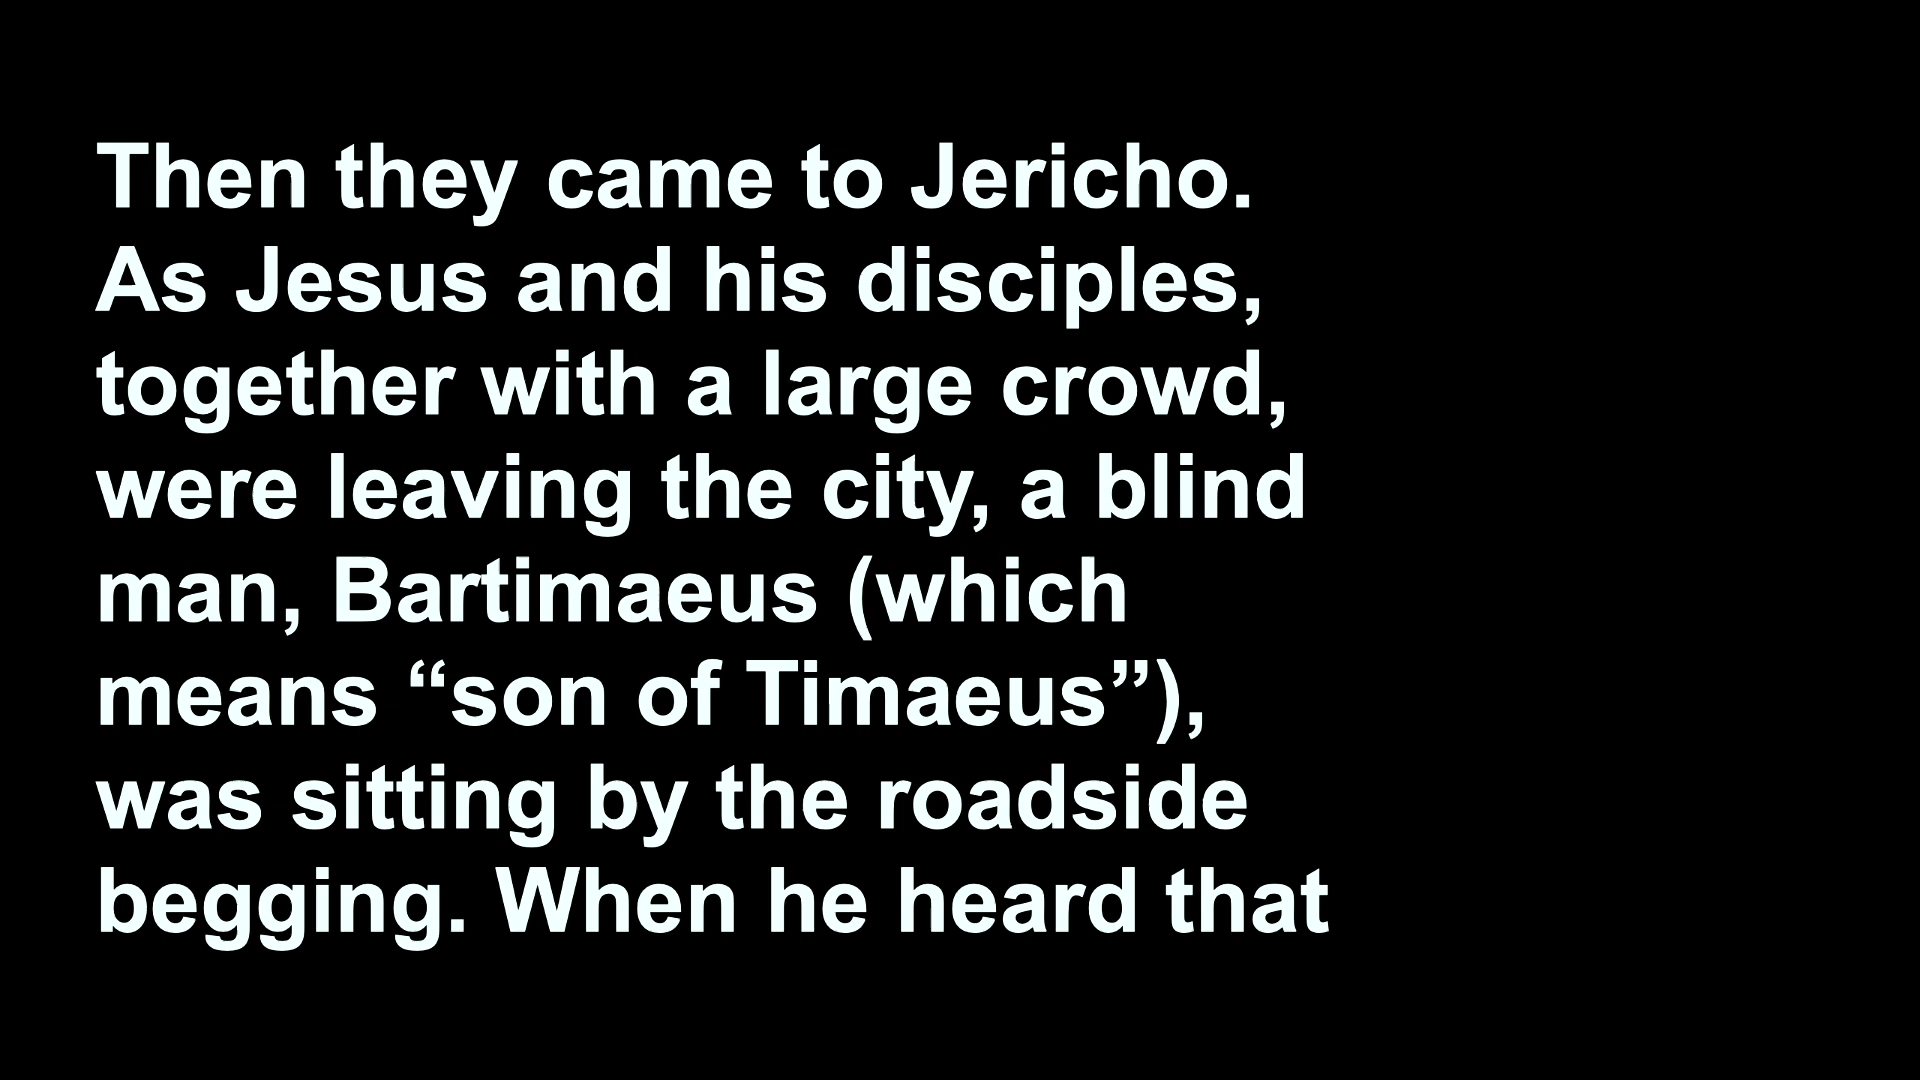 Then they came to Jericho.
As Jesus and his disciples,
together with a large crowd,
were leaving the city, a blind
man, Bartimaeus (which
means “son of Timaeus”),
was sitting by the roadside
begging. When he heard that